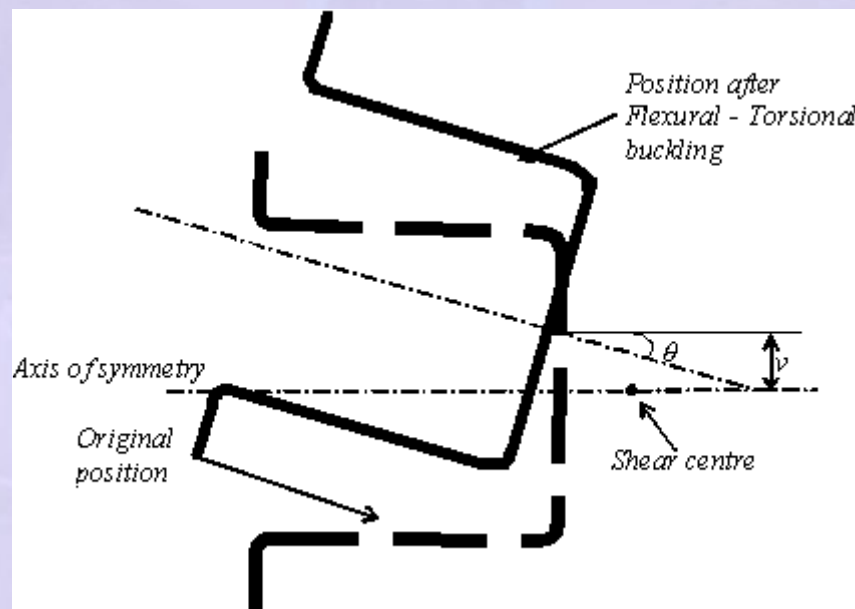 Position after
Flexural - Torsional
buckling
θ
v
Axis of symmetry
Original
position
Shear centre